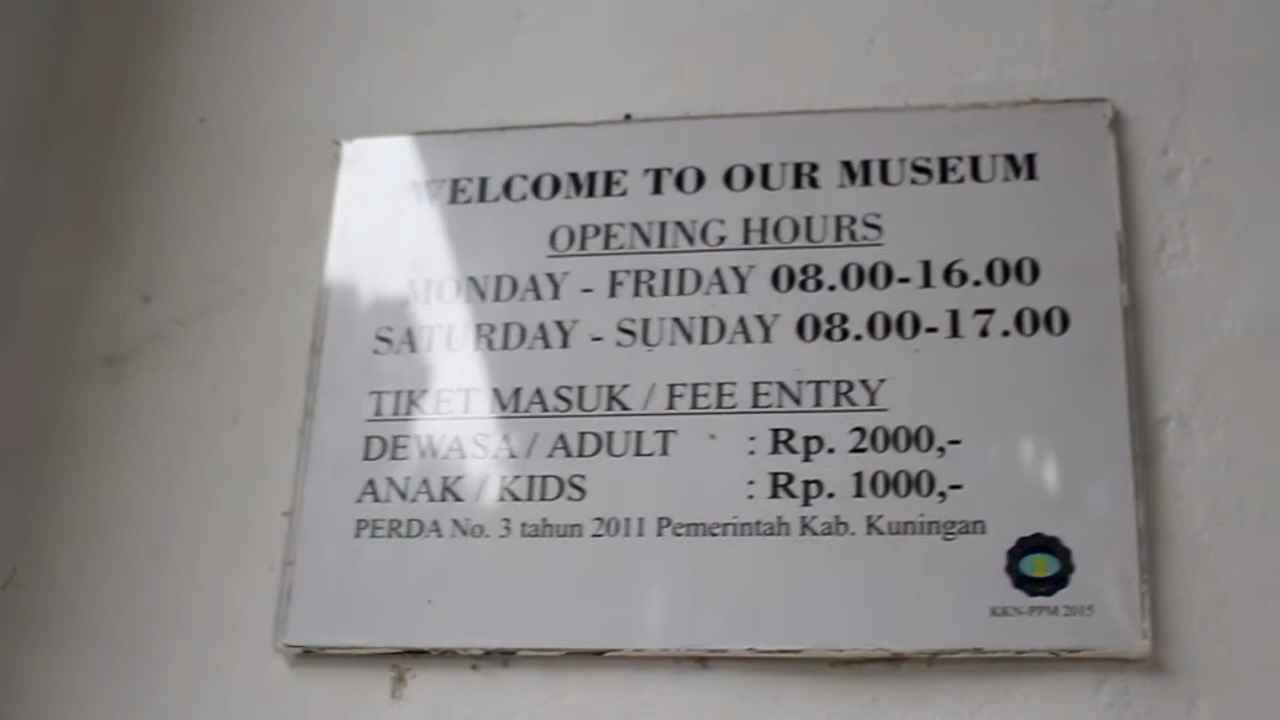 WELCOME TO OUR MUSEUM
OPENING HOURS
MONDAY - FRIDAY 08.00-16.00
SATURDAY - SUNDAY 08.00-17.00
TIKET MASUK / FEE ENTRY
DEWASA / ADULT : Rp. 2000,-
ANAK / KIDS : Rp. 1000,-
PERDA No. 3 tahun 2011 Pemerintah Kab. Kuningan
KKN-PPM 2015